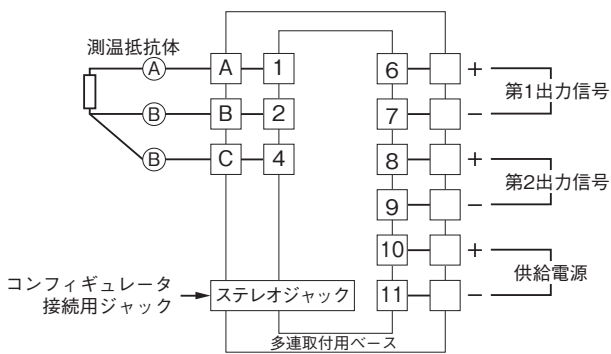 測温抵抗体
A
A
1
6
+
第1出力信号
B
B
2
7
−
B
C
4
8
+
第2出力信号
9
−
10
+
供給電源
コンフィギュレータ
接続用ジャック
ステレオジャック
11
−
多連取付用ベース